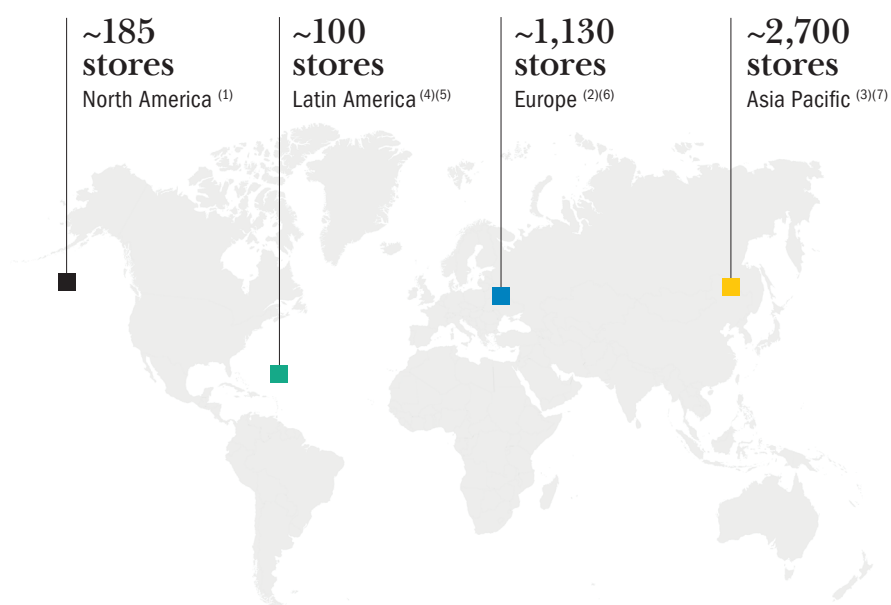 ~185
stores
North America (1)
~100
stores
Latin America (4)(5)
~1,130
stores
Europe (2)(6)
~2,700
stores
Asia Pacific (3)(7)